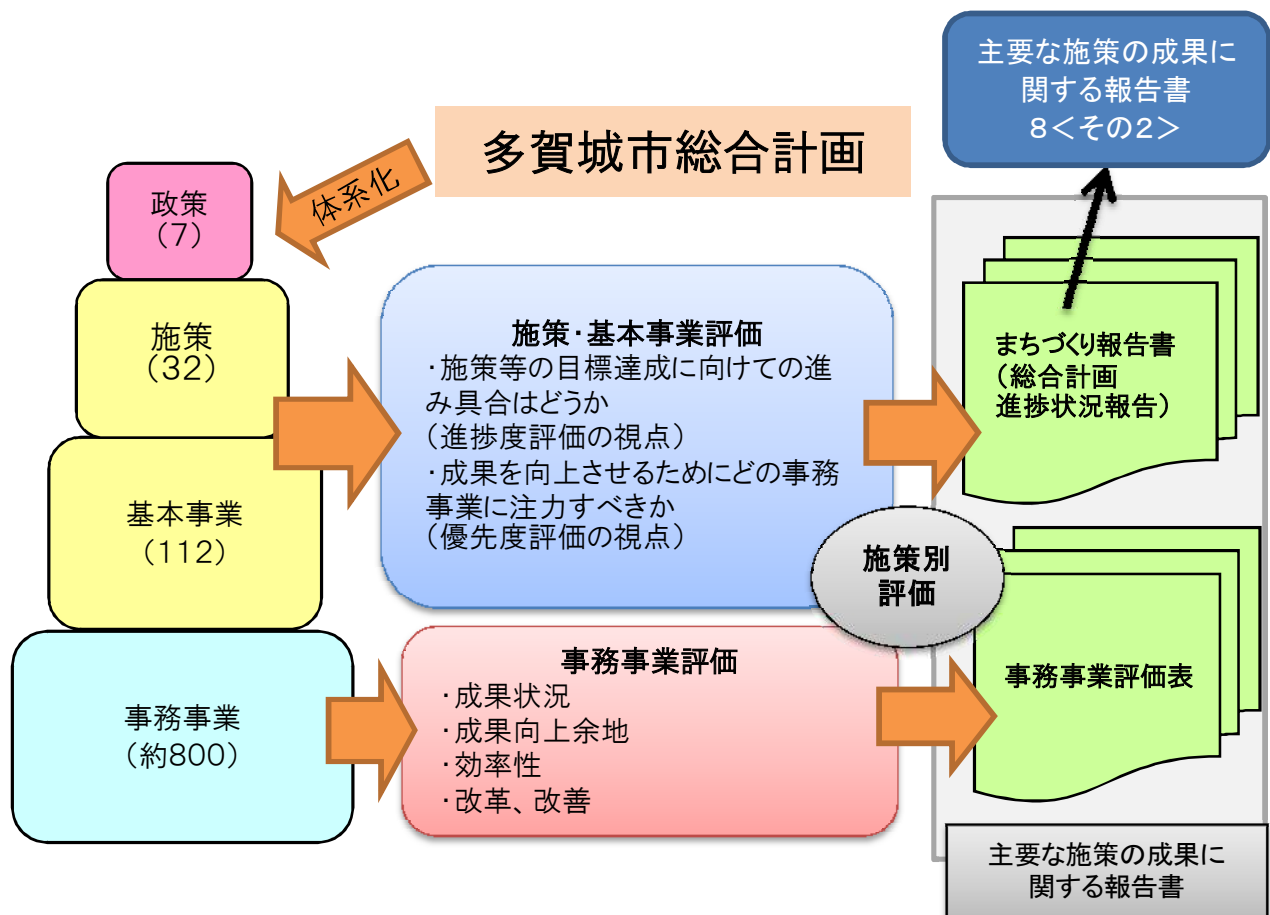 主要な施策の成果に
関する報告書
8<その2>
多賀城市総合計画
体系化
政策
(7)
施策
(32)
基本事業
(112)
事務事業
(約800)
施策・基本事業評価
・施策等の目標達成に向けての進
み具合はどうか
(進捗度評価の視点)
・成果を向上させるためにどの事務
事業に注力すべきか
(優先度評価の視点)
施策別
評価
事務事業評価
・成果状況
・成果向上余地
・効率性
・改革、改善
まちづくり報告書
(総合計画
進捗状況報告)
事務事業評価表
主要な施策の成果に
関する報告書